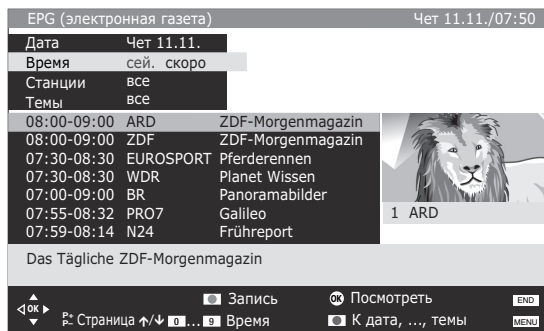 EPG (электронная газета) Чет 11.11./07:50
Дата Чет 11.11.
Время сей. скоро
Станции все
Темы все
08:00-09:00 ARD ZDF-Morgenmagazin
08:00-09:00 ZDF ZDF-Morgenmagazin
07:30-08:30 EUROSPORT Pferderennen
07:30-08:30 WDR Planet Wissen
07:00-09:00 BR Panoramabilder
07:55-08:32 PRO7 Galileo
07:59-08:14 N24 Frühreport
1 ARD
Das Tägliche ZDF-Morgenmagazin
Запись OK Посмотреть END
OK P+ P- Страница ↑/↓ 0 ... 9 Время К дата, ..., темы MENU